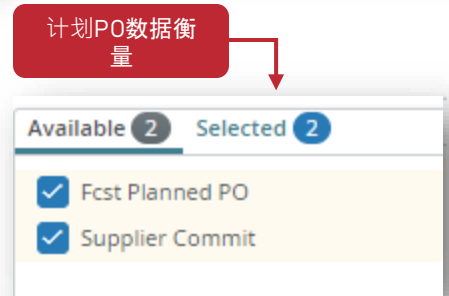 计划PO数据衡
量
Available 2 Selected 2
Fcst Planned PO
Supplier Commit